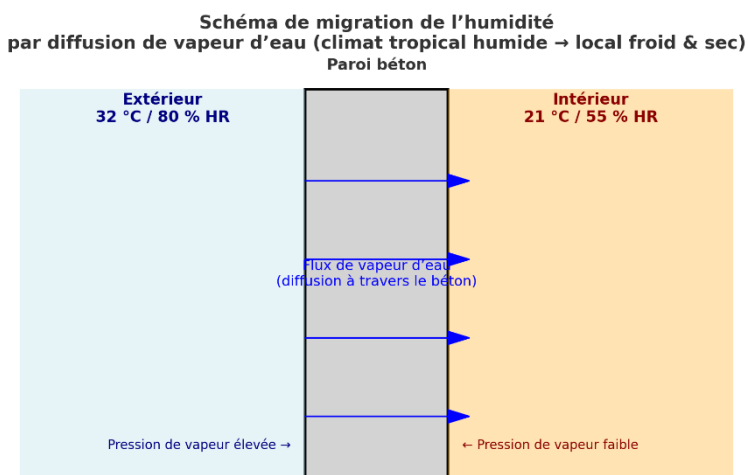 Schéma de migration de l’humidité
par diffusion de vapeur d’eau (climat tropical humide → local froid & sec)
Paroi béton
Extérieur
32 °C / 80 % HR
Intérieur
21 °C / 55 % HR
Flux de vapeur d’eau
(diffusion à travers le béton)
Pression de vapeur élevée →
← Pression de vapeur faible